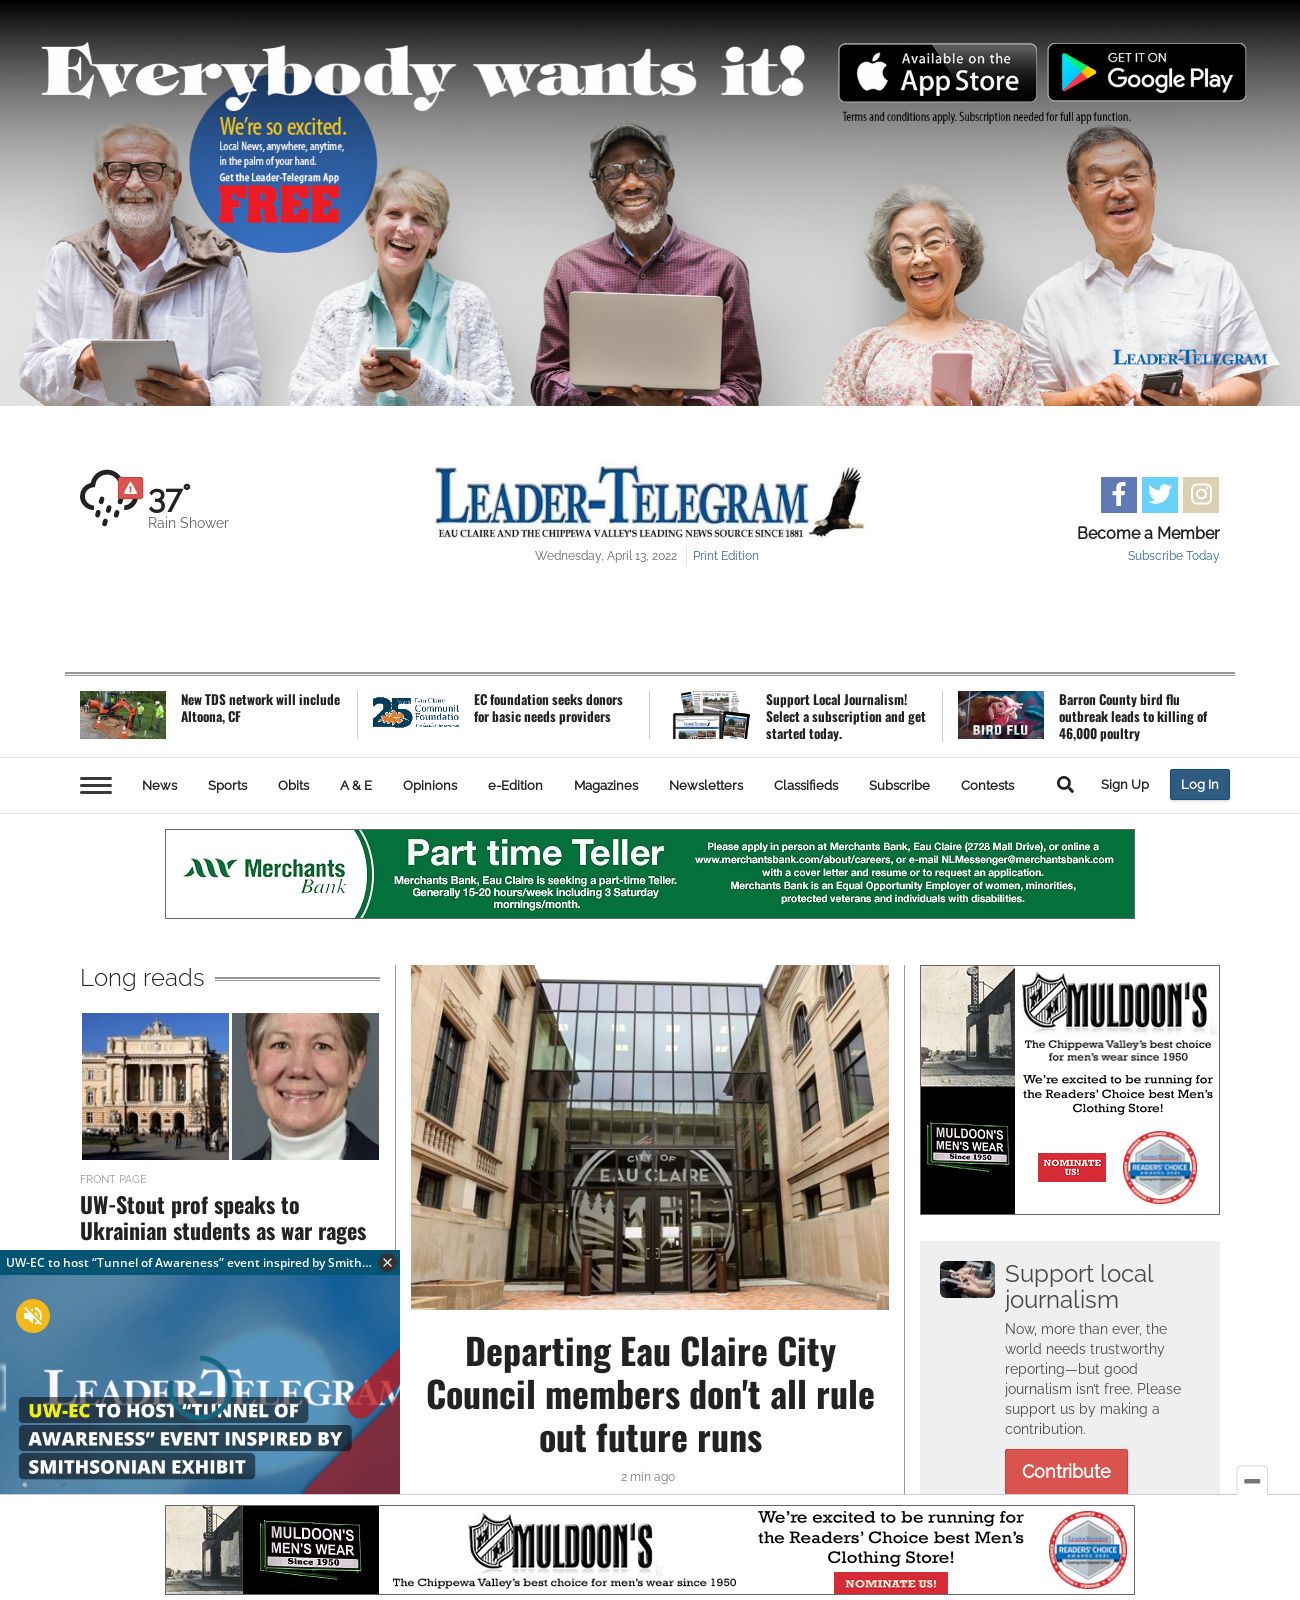 Everybody wants it!
Available on the
App Store
GET IT ON
Google Play
Terms and conditions apply. Subscription needed for full app function.
We're so excited.
Local News, anywhere, anytime,
in the palm of your hand.
Get the Leader-Telegram App
FREE
LEADER-TELEGRAM
37°
Rain Shower
LEADER-TELEGRAM
EAU CLAIRE AND THE CHIPPEWA VALLEY'S LEADING NEWS SOURCE SINCE 1881
Wednesday, April 13, 2022
Print Edition
Become a Member
Subscribe Today
New TDS network will include
Altoona, CF
25 Eau Claire
Communit
Foundatio
EC foundation seeks donors
for basic needs providers
Support Local Journalism!
Select a subscription and get
started today.
BIRD FLU
Barron County bird flu
outbreak leads to killing of
46,000 poultry
News
Sports
Obits
A & E
Opinions
e-Edition
Magazines
Newsletters
Classifieds
Subscribe
Contests
Sign Up
Log In
Merchants
Bank
Part time Teller
Merchants Bank, Eau Claire is seeking a part-time Teller.
Generally 15-20 hours/week including 3 Saturday
mornings/month.
Please apply in person at Merchants Bank, Eau Claire (2728 Mall Drive), or online a
www.merchantsbank.com/about/careers, or e-mail NLMessenger@merchantsbank.com
with a cover letter and resume or to request an application.
Merchants Bank is an Equal Opportunity Employer of women, minorities,
protected veterans and individuals with disabilities.
Long reads
FRONT PAGE
UW-Stout prof speaks to
Ukrainian students as war rages
UW-EC to host “Tunnel of Awareness” event inspired by Smith...
LEADER-TELEGRAM
UW-EC TO HOST “TUNNEL OF
AWARENESS” EVENT INSPIRED BY
SMITHSONIAN EXHIBIT
CITY OF
EAU CLAIRE
Departing Eau Claire City
Council members don't all rule
out future runs
2 min ago
MULDOON'S
The Chippewa Valley's best choice
for men's wear since 1950
We're excited to be running for
the Readers' Choice best Men's
Clothing Store!
MULDOON'S
MEN'S WEAR
Since 1950
NOMINATE
US!
READERS' CHOICE
AWARDS 2021
Support local
journalism
Now, more than ever, the
world needs trustworthy
reporting—but good
journalism isn't free. Please
support us by making a
contribution.
Contribute
MULDOON'S
MEN'S WEAR
Since 1950
MULDOON'S
The Chippewa Valley's best choice for men's wear since 1950
We're excited to be running for
the Readers' Choice best Men's
Clothing Store!
NOMINATE US!
READERS' CHOICE
AWARDS 2021